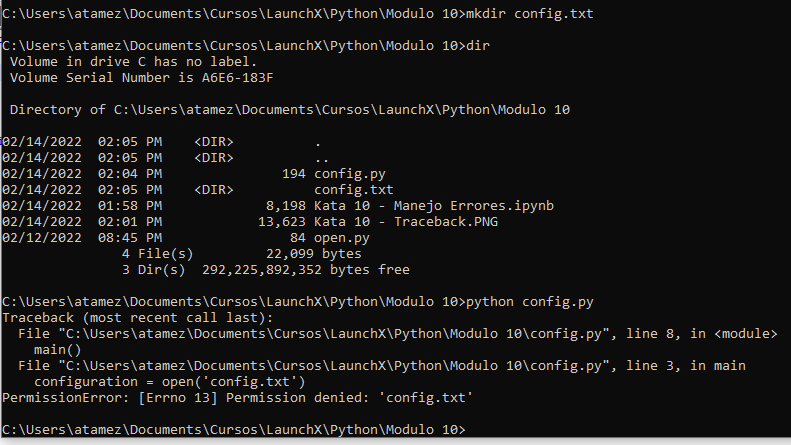 C:\Users\atamez\Documents\Cursos\LaunchX\Python\Modulo 10>mkdir config.txt
C:\Users\atamez\Documents\Cursos\LaunchX\Python\Modulo 10>dir
 Volume in drive C has no label.
 Volume Serial Number is A6E6-183F
 Directory of C:\Users\atamez\Documents\Cursos\LaunchX\Python\Modulo 10
02/14/2022  02:05 PM    <DIR>          .
02/14/2022  02:05 PM    <DIR>          ..
02/14/2022  02:04 PM               194 config.py
02/14/2022  02:05 PM    <DIR>          config.txt
02/14/2022  01:58 PM             8,198 Kata 10 - Manejo Errores.ipynb
02/14/2022  02:01 PM            13,623 Kata 10 - Traceback.PNG
02/12/2022  08:45 PM                84 open.py
               4 File(s)         22,099 bytes
               3 Dir(s)  292,225,892,352 bytes free
C:\Users\atamez\Documents\Cursos\LaunchX\Python\Modulo 10>python config.py
Traceback (most recent call last):
  File "C:\Users\atamez\Documents\Cursos\LaunchX\Python\Modulo 10\config.py", line 8, in <module>
    main()
  File "C:\Users\atamez\Documents\Cursos\LaunchX\Python\Modulo 10\config.py", line 3, in main
    configuration = open('config.txt')
PermissionError: [Errno 13] Permission denied: 'config.txt'
C:\Users\atamez\Documents\Cursos\LaunchX\Python\Modulo 10>